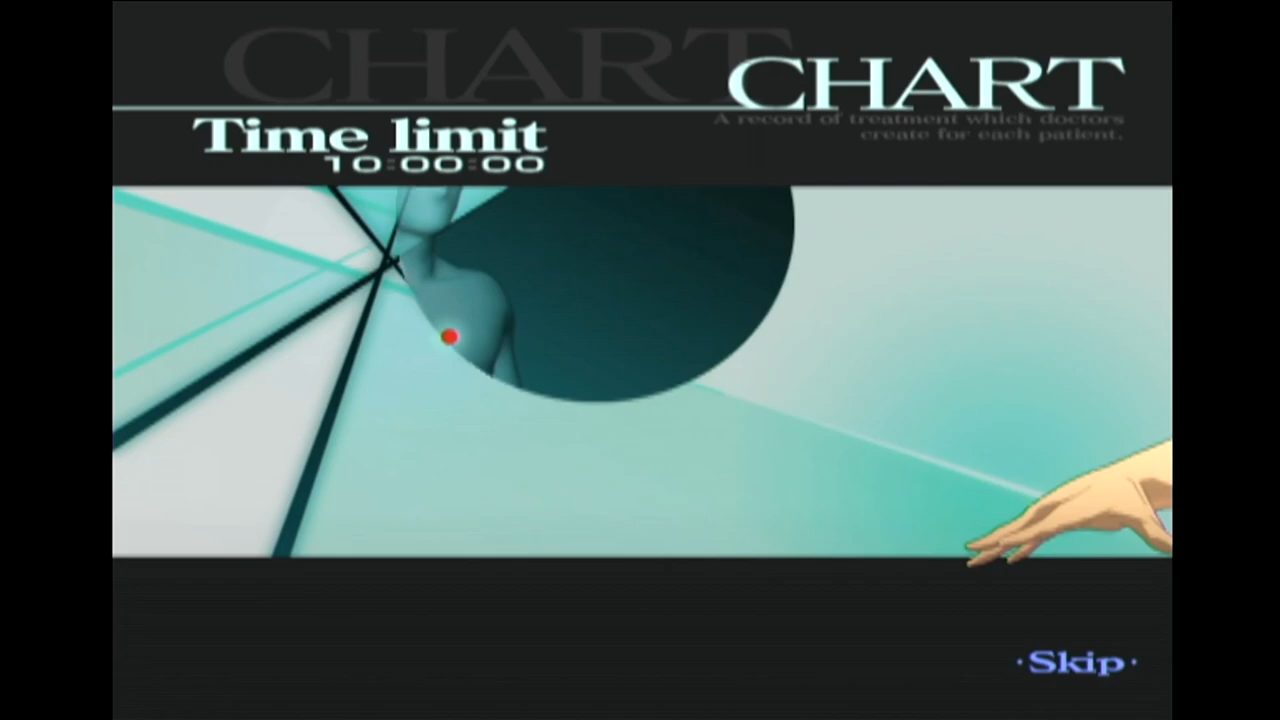 CHART
CHART
A record of treatment which doctors
create for each patient.
Time limit
10:00:00
·Skip·